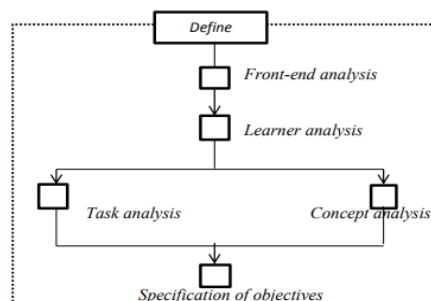 Define
Front-end analysis
Learner analysis
Task analysis
Concept analysis
Specification of objectives